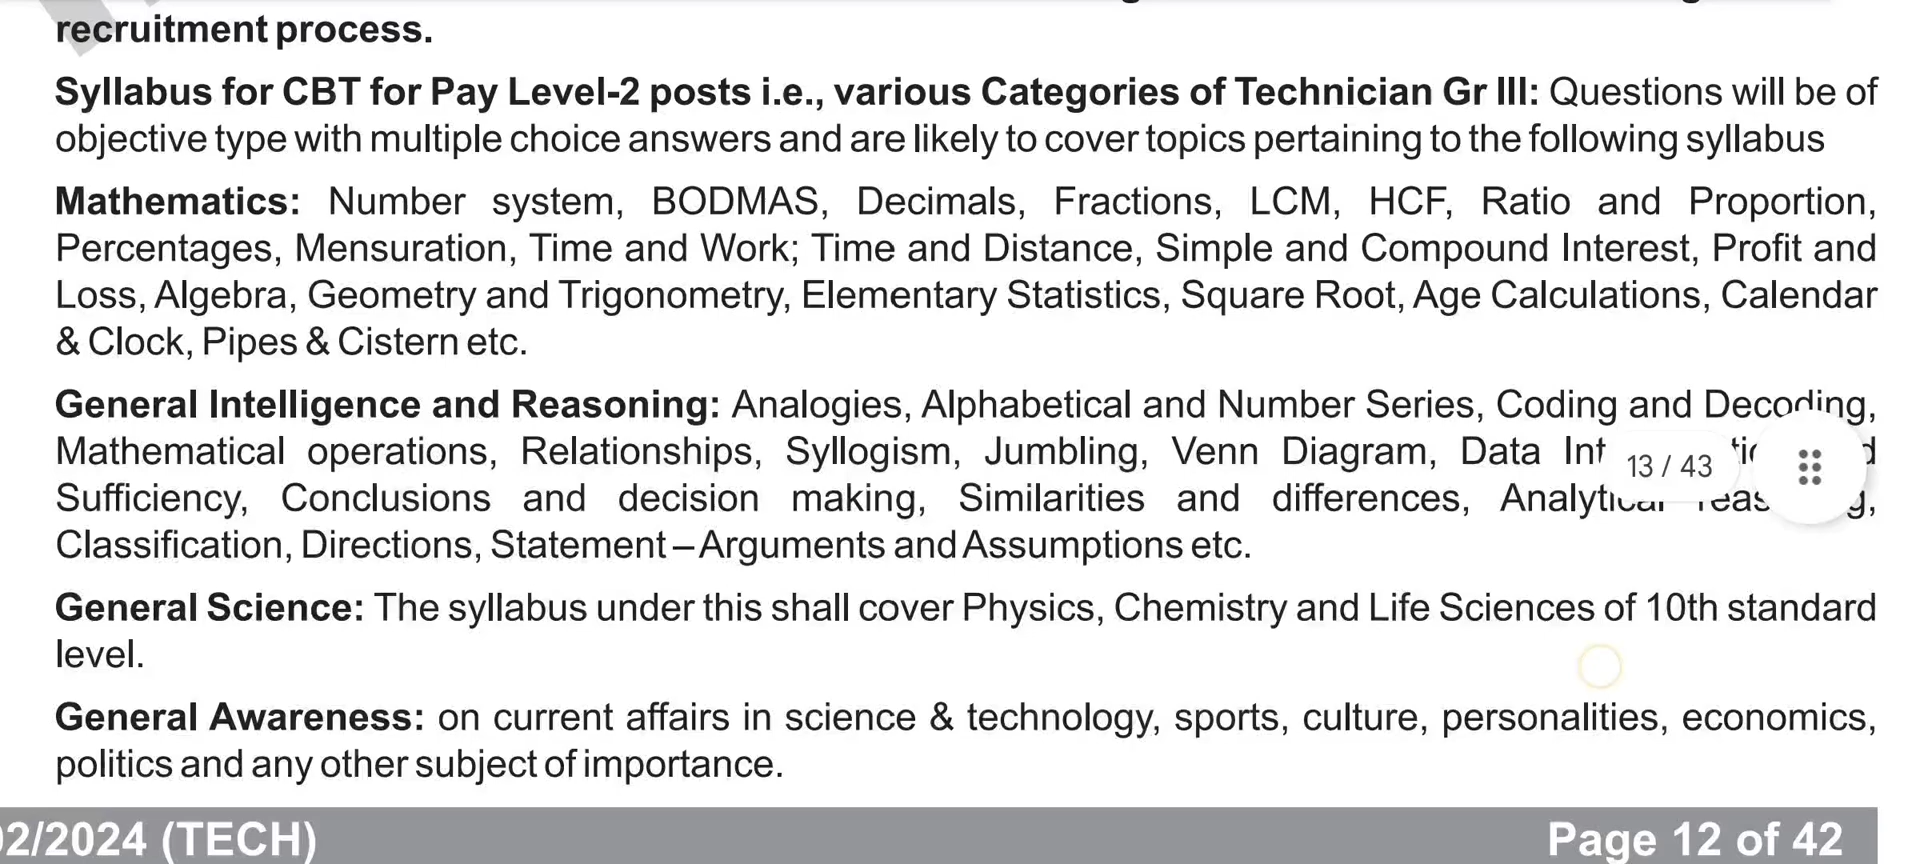 recruitment process.
Syllabus for CBT for Pay Level-2 posts i.e., various Categories of Technician Gr III: Questions will be of
objective type with multiple choice answers and are likely to cover topics pertaining to the following syllabus
Mathematics: Number system, BODMAS, Decimals, Fractions, LCM, HCF, Ratio and Proportion,
Percentages, Mensuration, Time and Work; Time and Distance, Simple and Compound Interest, Profit and
Loss, Algebra, Geometry and Trigonometry, Elementary Statistics, Square Root, Age Calculations, Calendar
& Clock, Pipes & Cistern etc.
General Intelligence and Reasoning: Analogies, Alphabetical and Number Series, Coding and Decoding,
Mathematical operations, Relationships, Syllogism, Jumbling, Venn Diagram, Data
13 / 43
Sufficiency, Conclusions and decision making, Similarities and differences, Analytical
Classification, Directions, Statement – Arguments and Assumptions etc.
General Science: The syllabus under this shall cover Physics, Chemistry and Life Sciences of 10th standard
level.
General Awareness: on current affairs in science & technology, sports, culture, personalities, economics,
politics and any other subject of importance.
02/2024 (TECH)
Page 12 of 42